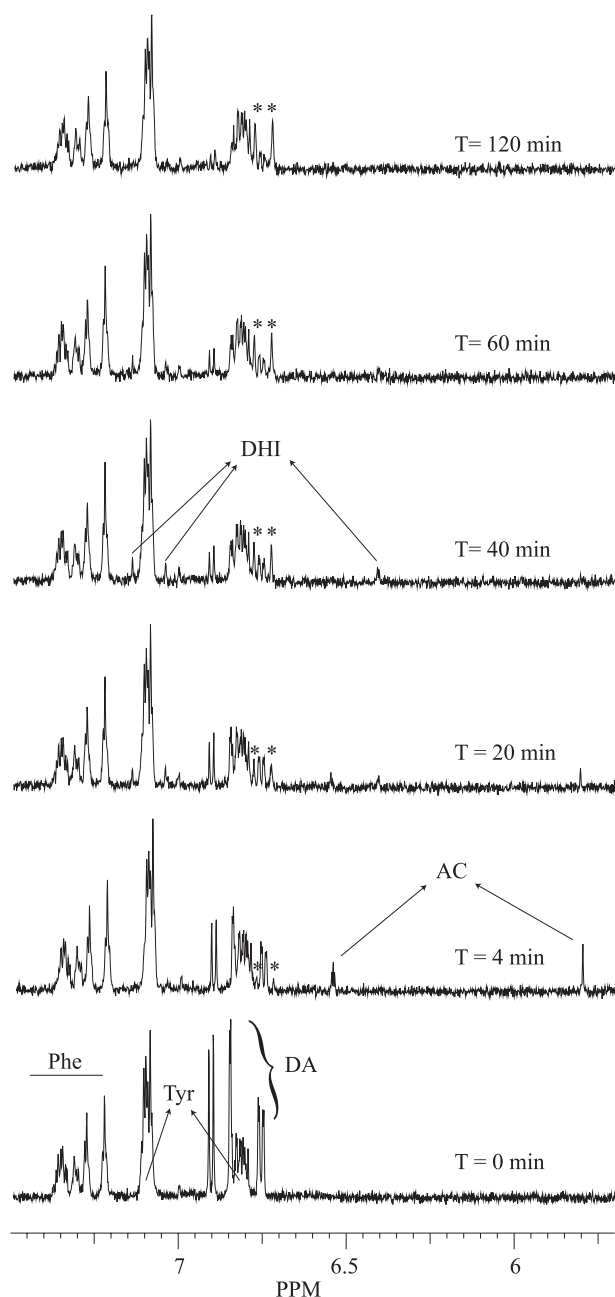 * *
T= 120 min
* *
T= 60 min
DHI
* *
T= 40 min
* *
T= 20 min
AC
* *
T = 4 min
Phe
Tyr
DA
T = 0 min
7 6.5 6
PPM